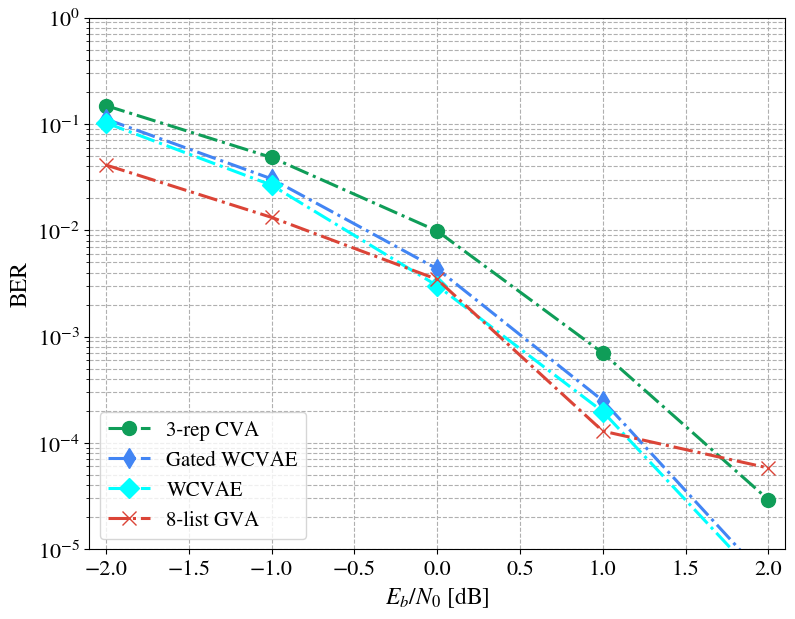 10⁰
10⁻¹
10⁻²
10⁻³
10⁻⁴
10⁻⁵
BER
3-rep CVA
Gated WCVAE
WCVAE
8-list GVA
−2.0 −1.5 −1.0 −0.5 0.0 0.5 1.0 1.5 2.0
E_b/N_0 [dB]